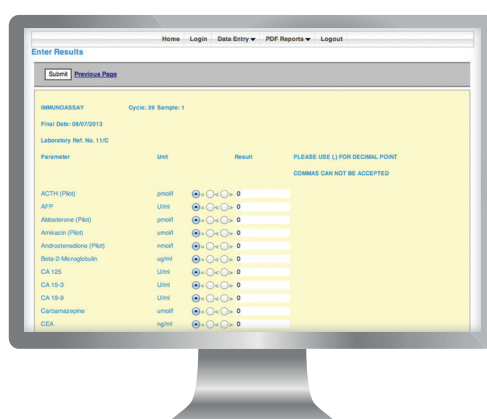 Home Login Data Entry ▾ PDF Reports ▾ Logout
Enter Results
Submit Previous Page
IMMUNOASSAY Cycle: 39 Sample: 1
Final Date: 08/07/2013
Laboratory Ref. No. 11/C
Parameter Unit Result PLEASE USE (.) FOR DECIMAL POINT
COMMAS CAN NOT BE ACCEPTED
ACTH (Pilot) pmol/l = < > 0
AFP U/ml = < > 0
Aldosterone (Pilot) pmol/l = < > 0
Amikacin (Pilot) umol/l = < > 0
Androstenedione (Pilot) nmol/l = < > 0
Beta-2-Microglobulin ug/ml = < > 0
CA 125 U/ml = < > 0
CA 15-3 U/ml = < > 0
CA 19-9 U/ml = < > 0
Carbamazepine umol/l = < > 0
CEA ng/ml = < > 0